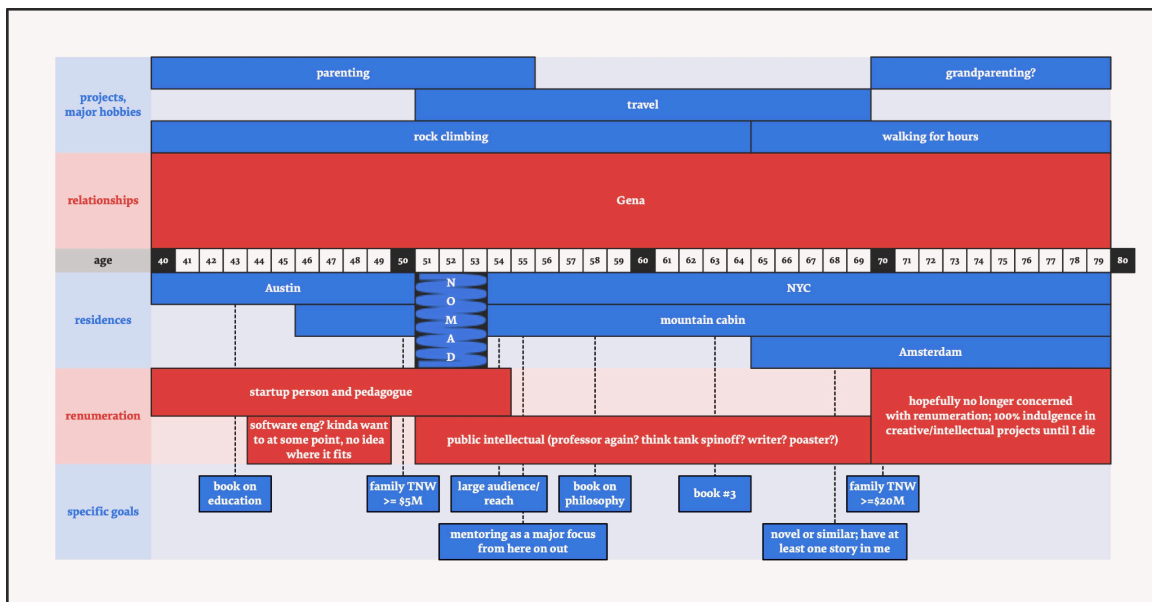 parenting
grandparenting?
projects,
major hobbies
travel
rock climbing
walking for hours
relationships
Gena
age
40 41 42 43 44 45 46 47 48 49 50 51 52 53 54 55 56 57 58 59 60 61 62 63 64 65 66 67 68 69 70 71 72 73 74 75 76 77 78 79 80
Austin
N
O
M
A
D
NYC
residences
mountain cabin
Amsterdam
renumeration
startup person and pedagogue
software eng? kinda want
to at some point, no idea
where it fits
public intellectual (professor again? think tank spinoff? writer? poaster?)
hopefully no longer concerned
with renumeration; 100% indulgence in
creative/intellectual projects until I die
specific goals
book on
education
family TNW
>= $5M
large audience/
reach
book on
philosophy
book #3
family TNW
>=$20M
mentoring as a major focus
from here on out
novel or similar; have at
least one story in me